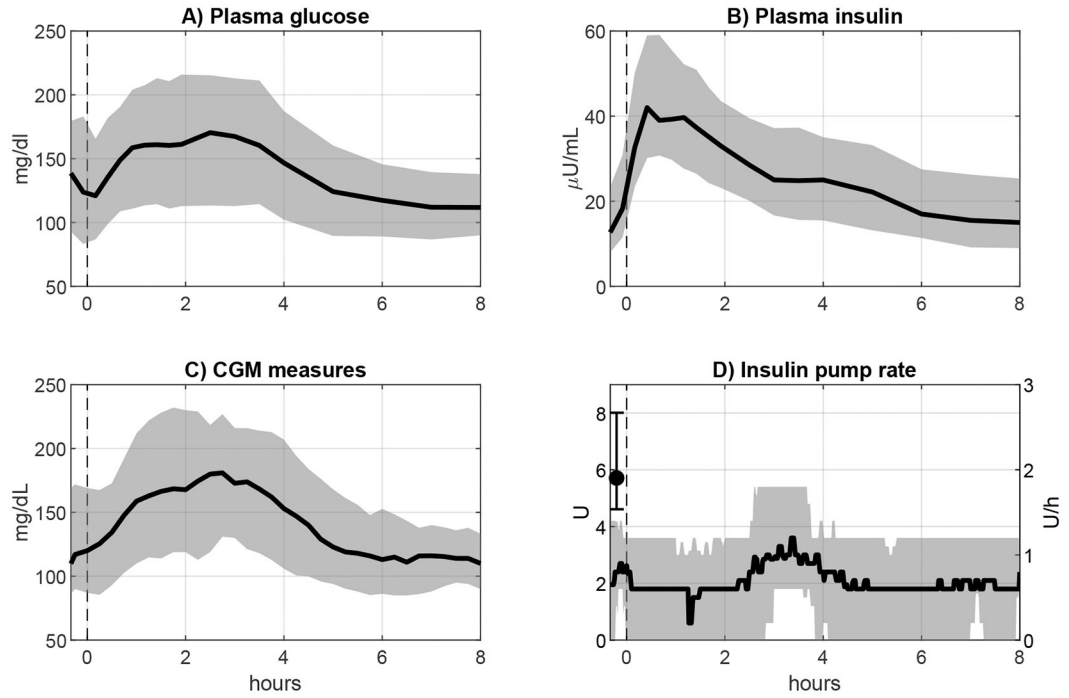 A) Plasma glucose
250
200
150
100
50
mg/dl
0 2 4 6 8
B) Plasma insulin
60
40
20
0
μU/mL
0 2 4 6 8
C) CGM measures
250
200
150
100
50
mg/dL
0 2 4 6 8
hours
D) Insulin pump rate
8
6
4
2
0
U
3
2
1
0
U/h
0 2 4 6 8
hours